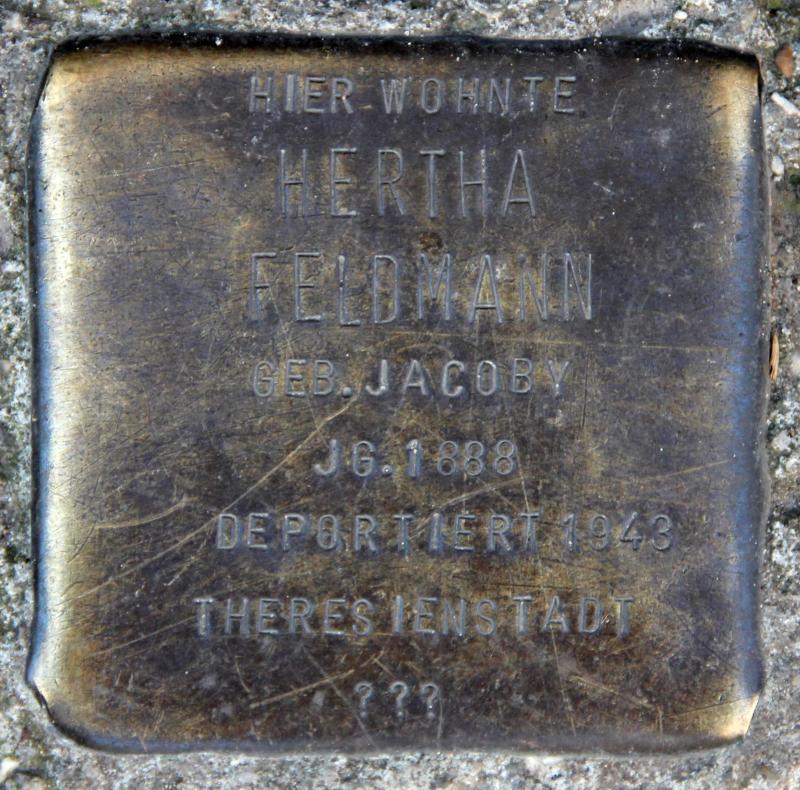 HIER WOHNTE
HERTHA
FELDMANN
GEB. JACOBY
JG. 1888
DEPORTIERT 1943
THERESIENSTADT
???